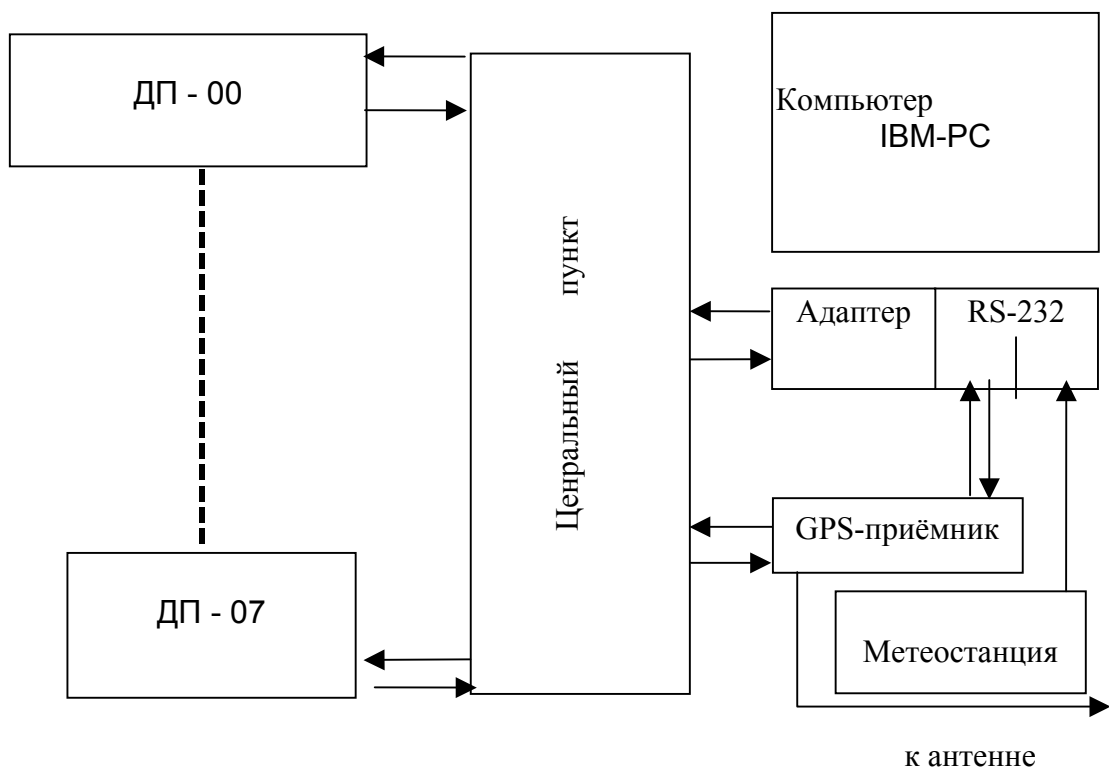 ДП - 00
Компьютер
IBM-PC
Ценральный пункт
Адаптер
RS-232
GPS-приёмник
ДП - 07
Метеостанция
к антенне